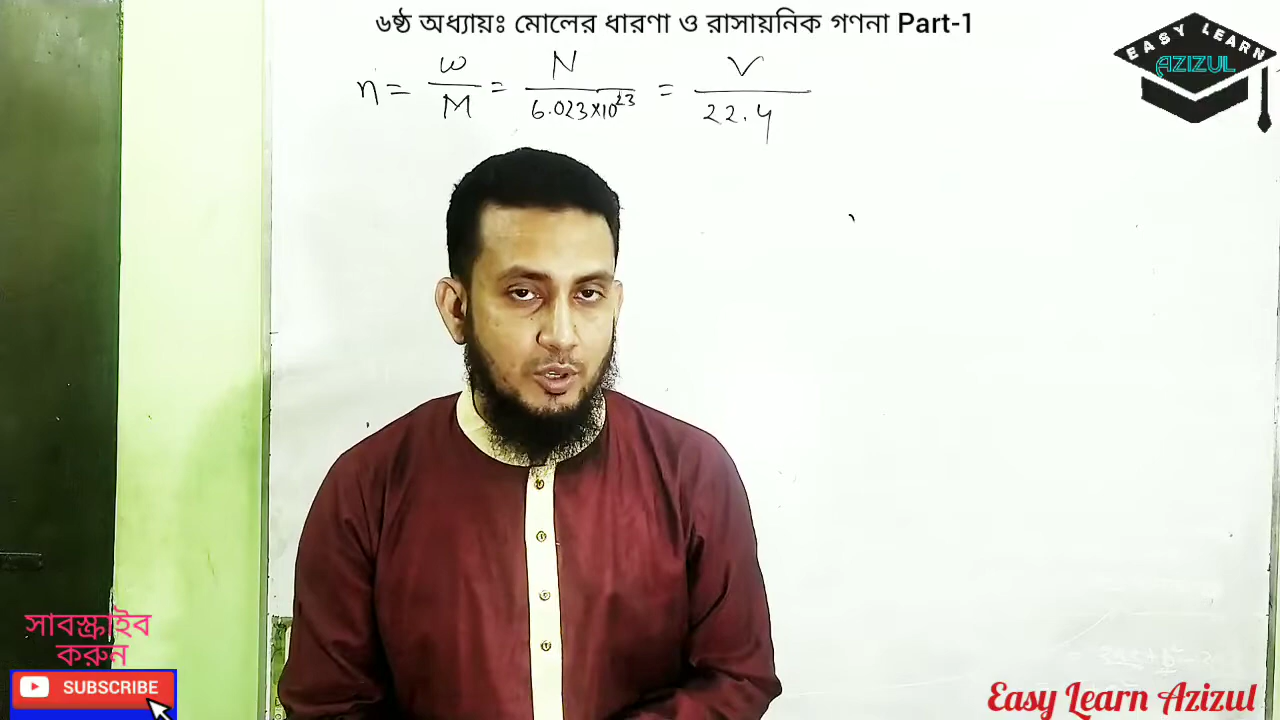 ৬ষ্ঠ অধ্যায়ঃ মোলের ধারণা ও রাসায়নিক গণনা Part-1
EASY LEARN
AZIZUL
n = w/M = N/6.023×10²³ = V/22.4
সাবস্ক্রাইব
করুন
SUBSCRIBE
Easy Learn Azizul